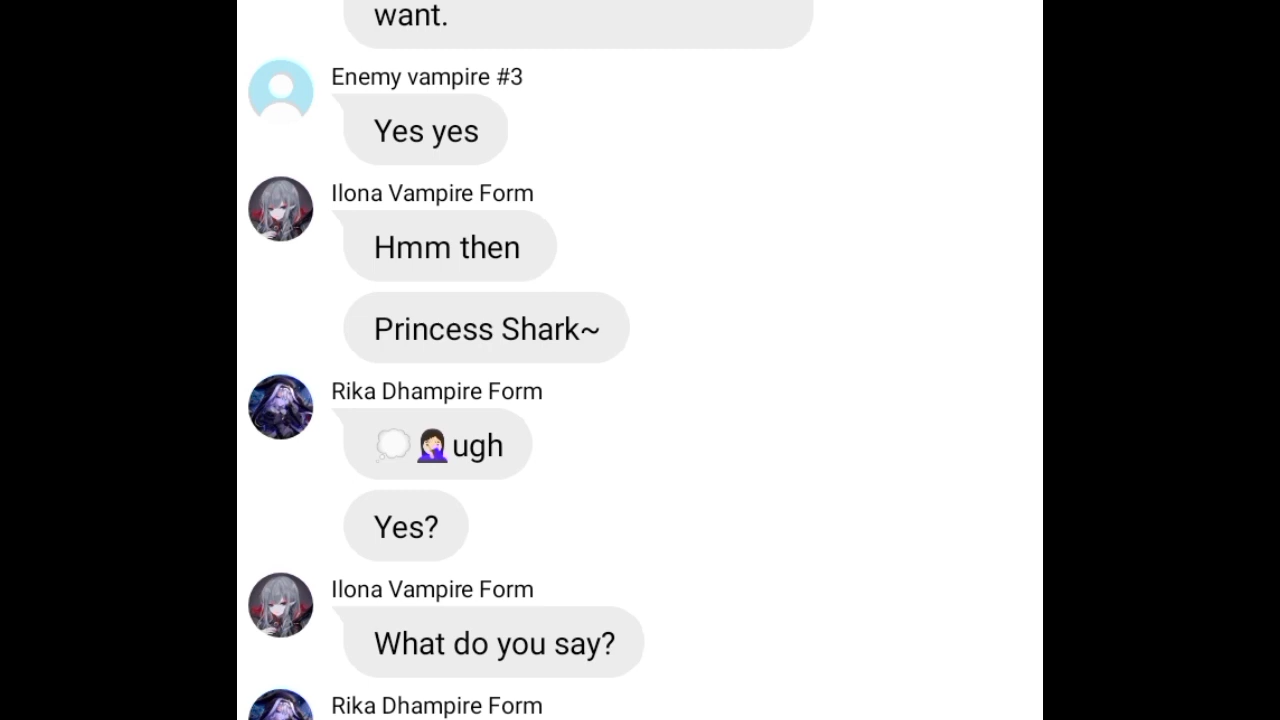 want.
Enemy vampire #3
Yes yes
Ilona Vampire Form
Hmm then
Princess Shark~
Rika Dhampire Form
💭🤦🏻‍♀️ugh
Yes?
Ilona Vampire Form
What do you say?
Rika Dhampire Form